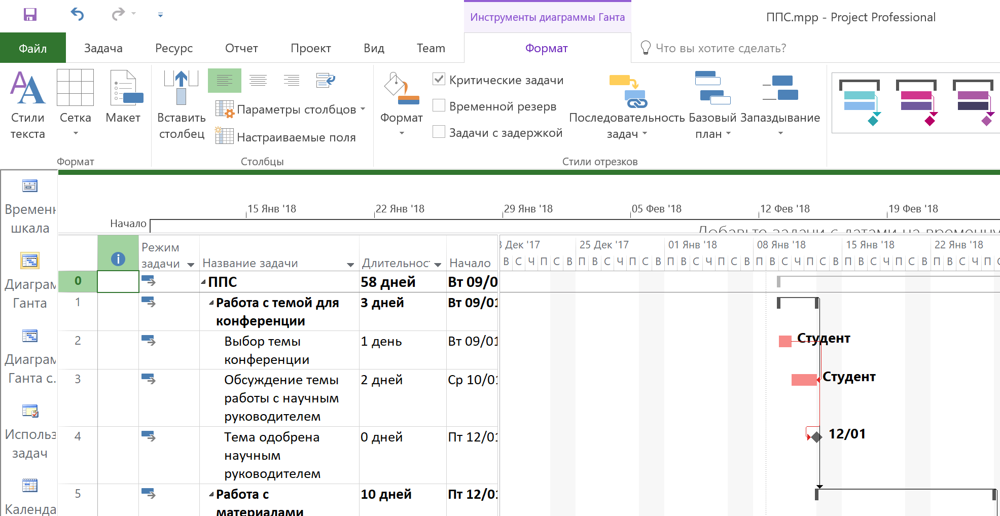 Инструменты диаграммы Ганта
ППС.mpp - Project Professional
Файл Задача Ресурс Отчет Проект Вид Team Формат Что вы хотите сделать?
Стили текста
Сетка
Макет
Формат
Вставить столбец
Параметры столбцов
Настраиваемые поля
Столбцы
Формат
Критические задачи
Временной резерв
Задачи с задержкой
Последовательность задач
Базовый план
Запаздывание
Стили отрезков
Времен
шкала
Диаграм
Ганта
Диаграм
Ганта с.
Использ
задач
Календа
15 Янв '18 22 Янв '18 29 Янв '18 05 Фев '18 12 Фев '18 19 Фев '18
Начало
Добавьте задачи с датами на временну
Режим задачи Название задачи Длительнос Начало
Дек '17 25 Дек '17 01 Янв '18 08 Янв '18 15 Янв '18 22 Янв '18
В С Ч П С В П В С Ч П С В П В С Ч П С В П В С Ч П С В П В С Ч П С В П В С Ч П С
0 ППС 58 дней Вт 09/0
1 Работа с темой для конференции 3 дней Вт 09/01
2 Выбор темы конференции 1 день Вт 09/01
Студент
3 Обсуждение темы работы с научным руководителем 2 дней Ср 10/01
Студент
4 Тема одобрена научным руководителем 0 дней Пт 12/01
12/01
5 Работа с материалами 10 дней Пт 12/01